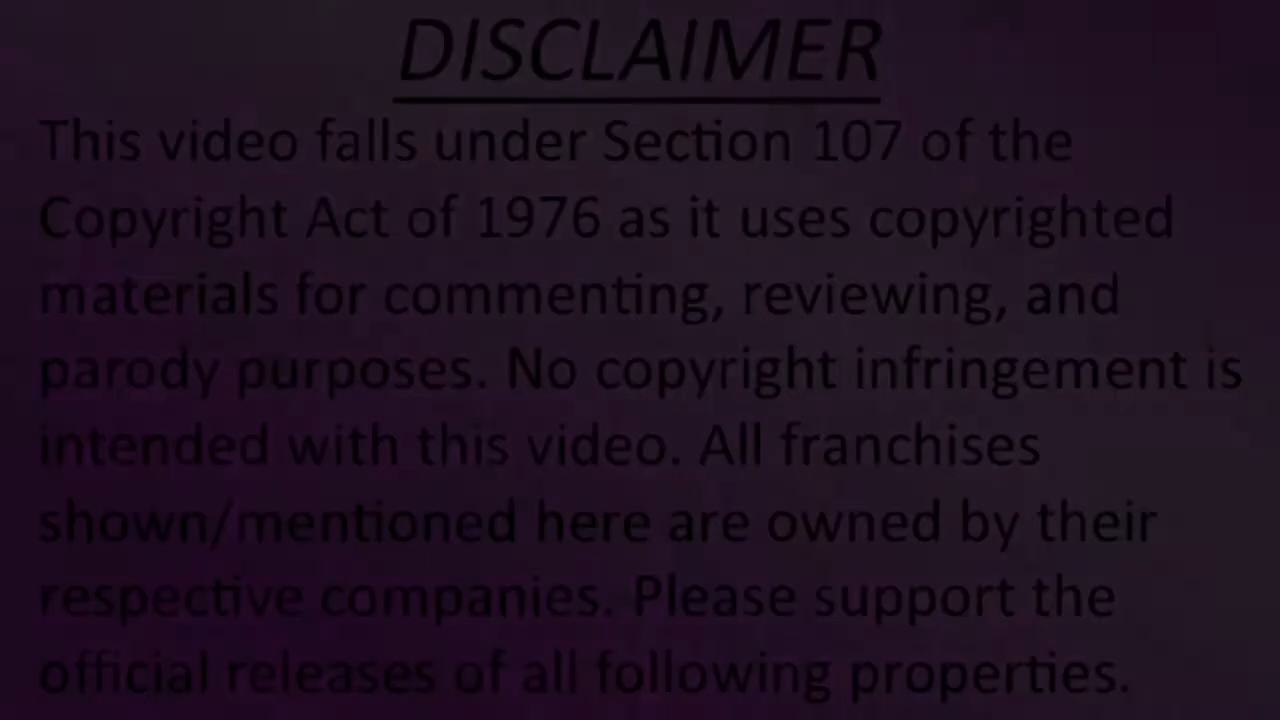 DISCLAIMER
This video falls under Section 107 of the
Copyright Act of 1976 as it uses copyrighted
materials for commenting, reviewing, and
parody purposes. No copyright infringement is
intended with this video. All franchises
shown/mentioned here are owned by their
respective companies. Please support the
official releases of all following properties.